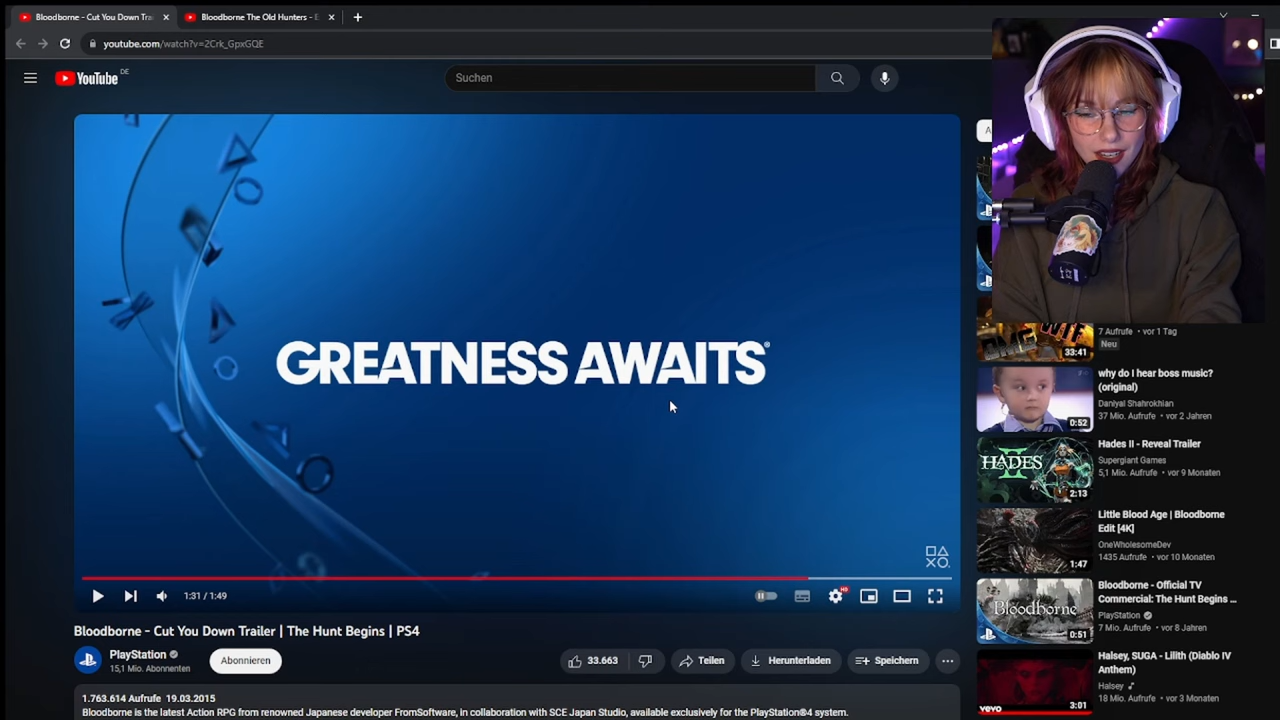 Bloodborne - Cut You Down Tra
Bloodborne The Old Hunters - E
youtube.com/watch?v=2Crk_GpxGQE
YouTube DE
Suchen
GREATNESS AWAITS®
1:31 / 1:49
HD
Bloodborne - Cut You Down Trailer | The Hunt Begins | PS4
PlayStation
15,1 Mio. Abonnenten
Abonnieren
33.663
Teilen
Herunterladen
Speichern
1.763.614 Aufrufe 19.03.2015
Bloodborne is the latest Action RPG from renowned Japanese developer FromSoftware, in collaboration with SCE Japan Studio, available exclusively for the PlayStation®4 system.
OMG WTF
33:41
7 Aufrufe • vor 1 Tag
Neu
0:52
why do I hear boss music?
(original)
Daniyal Shahrokhian
37 Mio. Aufrufe • vor 2 Jahren
HADES II
2:13
Hades II - Reveal Trailer
Supergiant Games
5,1 Mio. Aufrufe • vor 9 Monaten
1:47
Little Blood Age | Bloodborne
Edit [4K]
OneWholesomeDev
1435 Aufrufe • vor 10 Monaten
Bloodborne
0:51
Bloodborne - Official TV
Commercial: The Hunt Begins ...
PlayStation
7 Mio. Aufrufe • vor 8 Jahren
vevo
3:01
Halsey, SUGA - Lilith (Diablo IV
Anthem)
Halsey
18 Mio. Aufrufe • vor 3 Monaten